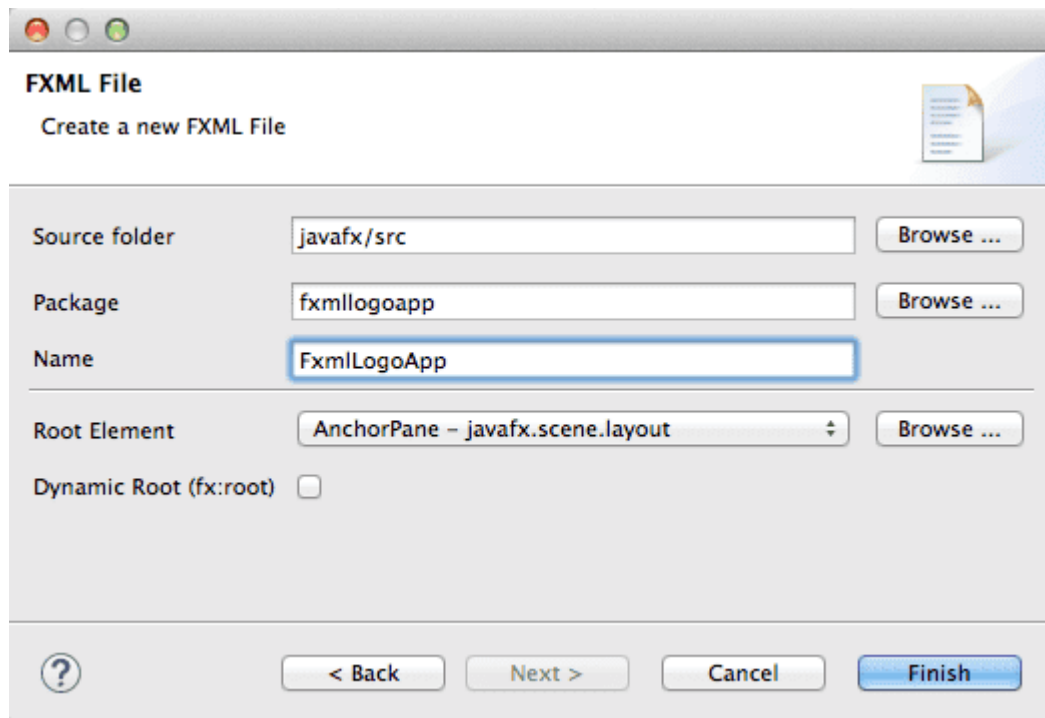 FXML File
Create a new FXML File
Source folder javafx/src Browse ...
Package fxmllogoapp Browse ...
Name FxmlLogoApp
Root Element AnchorPane – javafx.scene.layout Browse ...
Dynamic Root (fx:root)
? < Back Next > Cancel Finish